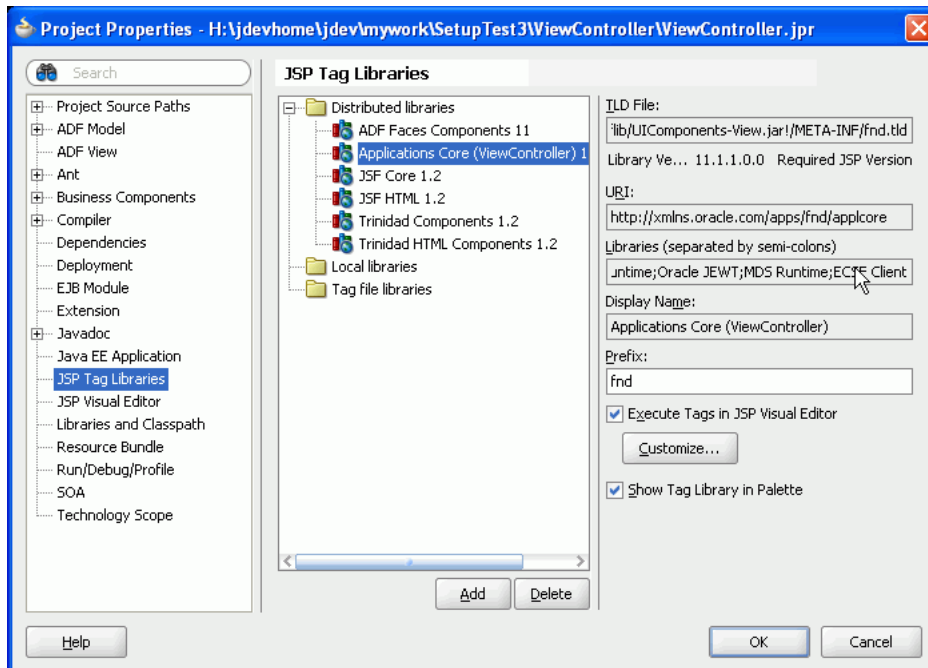 Project Properties - H:\jdevhome\jdev\mywork\SetupTest3\ViewController\ViewController.jpr
Search
Project Source Paths
ADF Model
ADF View
Ant
Business Components
Compiler
Dependencies
Deployment
EJB Module
Extension
Javadoc
Java EE Application
JSP Tag Libraries
JSP Visual Editor
Libraries and Classpath
Resource Bundle
Run/Debug/Profile
SOA
Technology Scope
JSP Tag Libraries
Distributed libraries
ADF Faces Components 11
Applications Core (ViewController) 1
JSF Core 1.2
JSF HTML 1.2
Trinidad Components 1.2
Trinidad HTML Components 1.2
Local libraries
Tag file libraries
Add Delete
TLD File:
lib/UIComponents-View.jar!/META-INF/fnd.tld
Library Ve... 11.1.1.0.0 Required JSP Version
URI:
http://xmlns.oracle.com/apps/fnd/applcore
Libraries (separated by semi-colons)
untime;Oracle JEWT;MDS Runtime;ECSF Client
Display Name:
Applications Core (ViewController)
Prefix:
fnd
Execute Tags in JSP Visual Editor
Customize...
Show Tag Library in Palette
Help OK Cancel